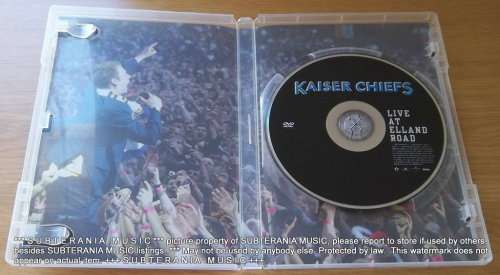 KAISER CHIEFS
DVD
LIVE
AT
ELLAND
ROAD
*** S U B T E R A N I A  M U S I C *** picture property of SUBTERANIA MUSIC, please report to store if used by others
besides SUBTERANIA MUSIC listings. *** May not be used by anybody else. Protected by law. This watermark does not
appear on actual item. +++ S U B T E R A N I A . M U S I C ++